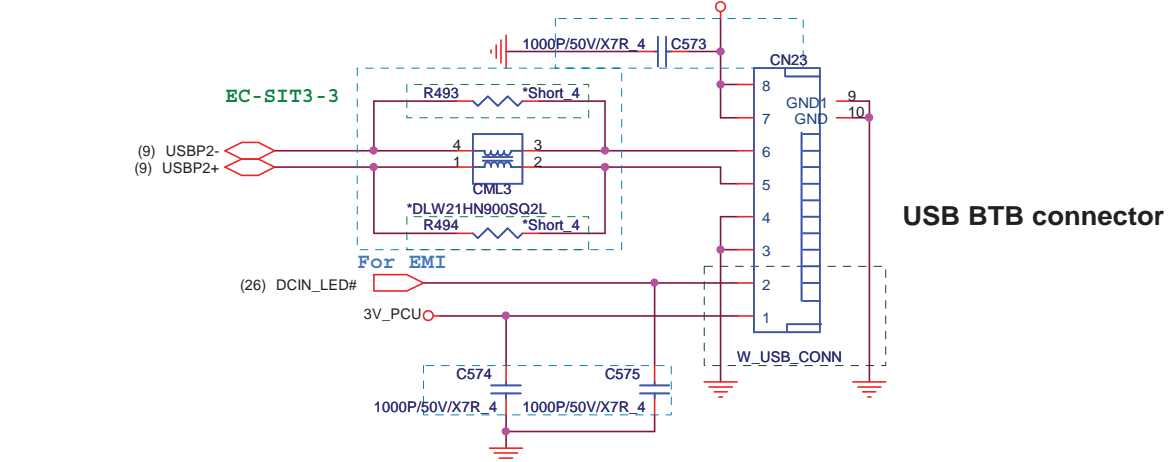 1000P/50V/X7R_4 C573
CN23
EC-SIT3-3
R493 *Short_4
8
GND1 9
7
GND 10
4 3
(9) USBP2-
6
(9) USBP2+
1 2
CML3
5
*DLW21HN900SQ2L
R494 *Short_4
4
USB BTB connector
3
For EMI
(26) DCIN_LED#
2
3V_PCU
1
W_USB_CONN
C574 C575
1000P/50V/X7R_4 1000P/50V/X7R_4